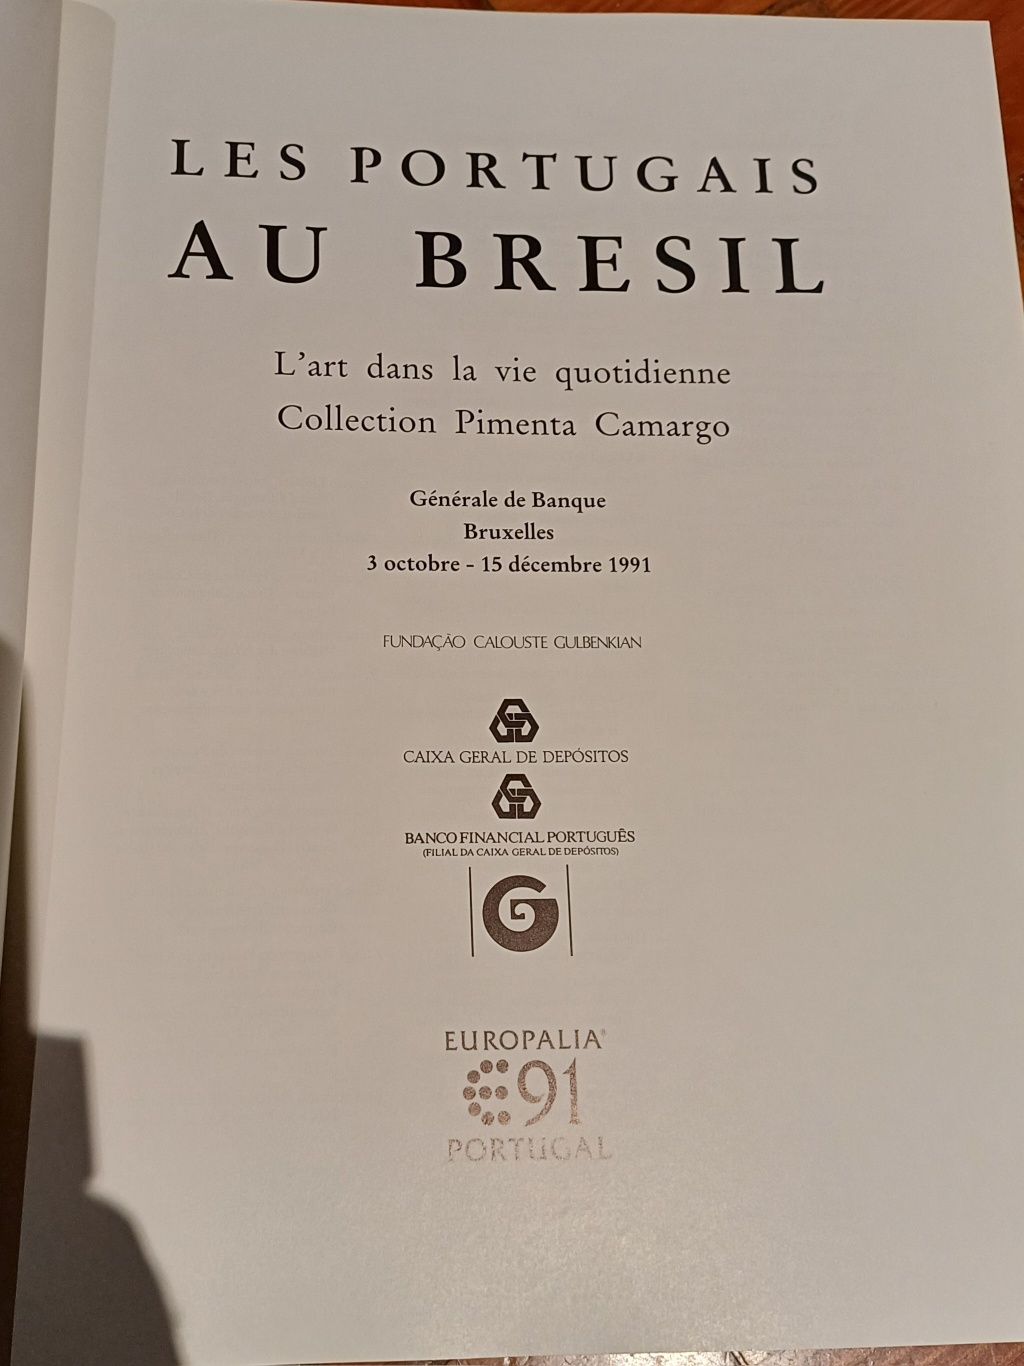 LES PORTUGAIS
AU BRESIL
L'art dans la vie quotidienne
Collection Pimenta Camargo
Générale de Banque
Bruxelles
3 octobre - 15 décembre 1991
FUNDAÇÃO CALOUSTE GULBENKIAN
CAIXA GERAL DE DEPÓSITOS
BANCO FINANCIAL PORTUGUÊS
(FILIAL DA CAIXA GERAL DE DEPÓSITOS)
G
EUROPALIA®
91
PORTUGAL